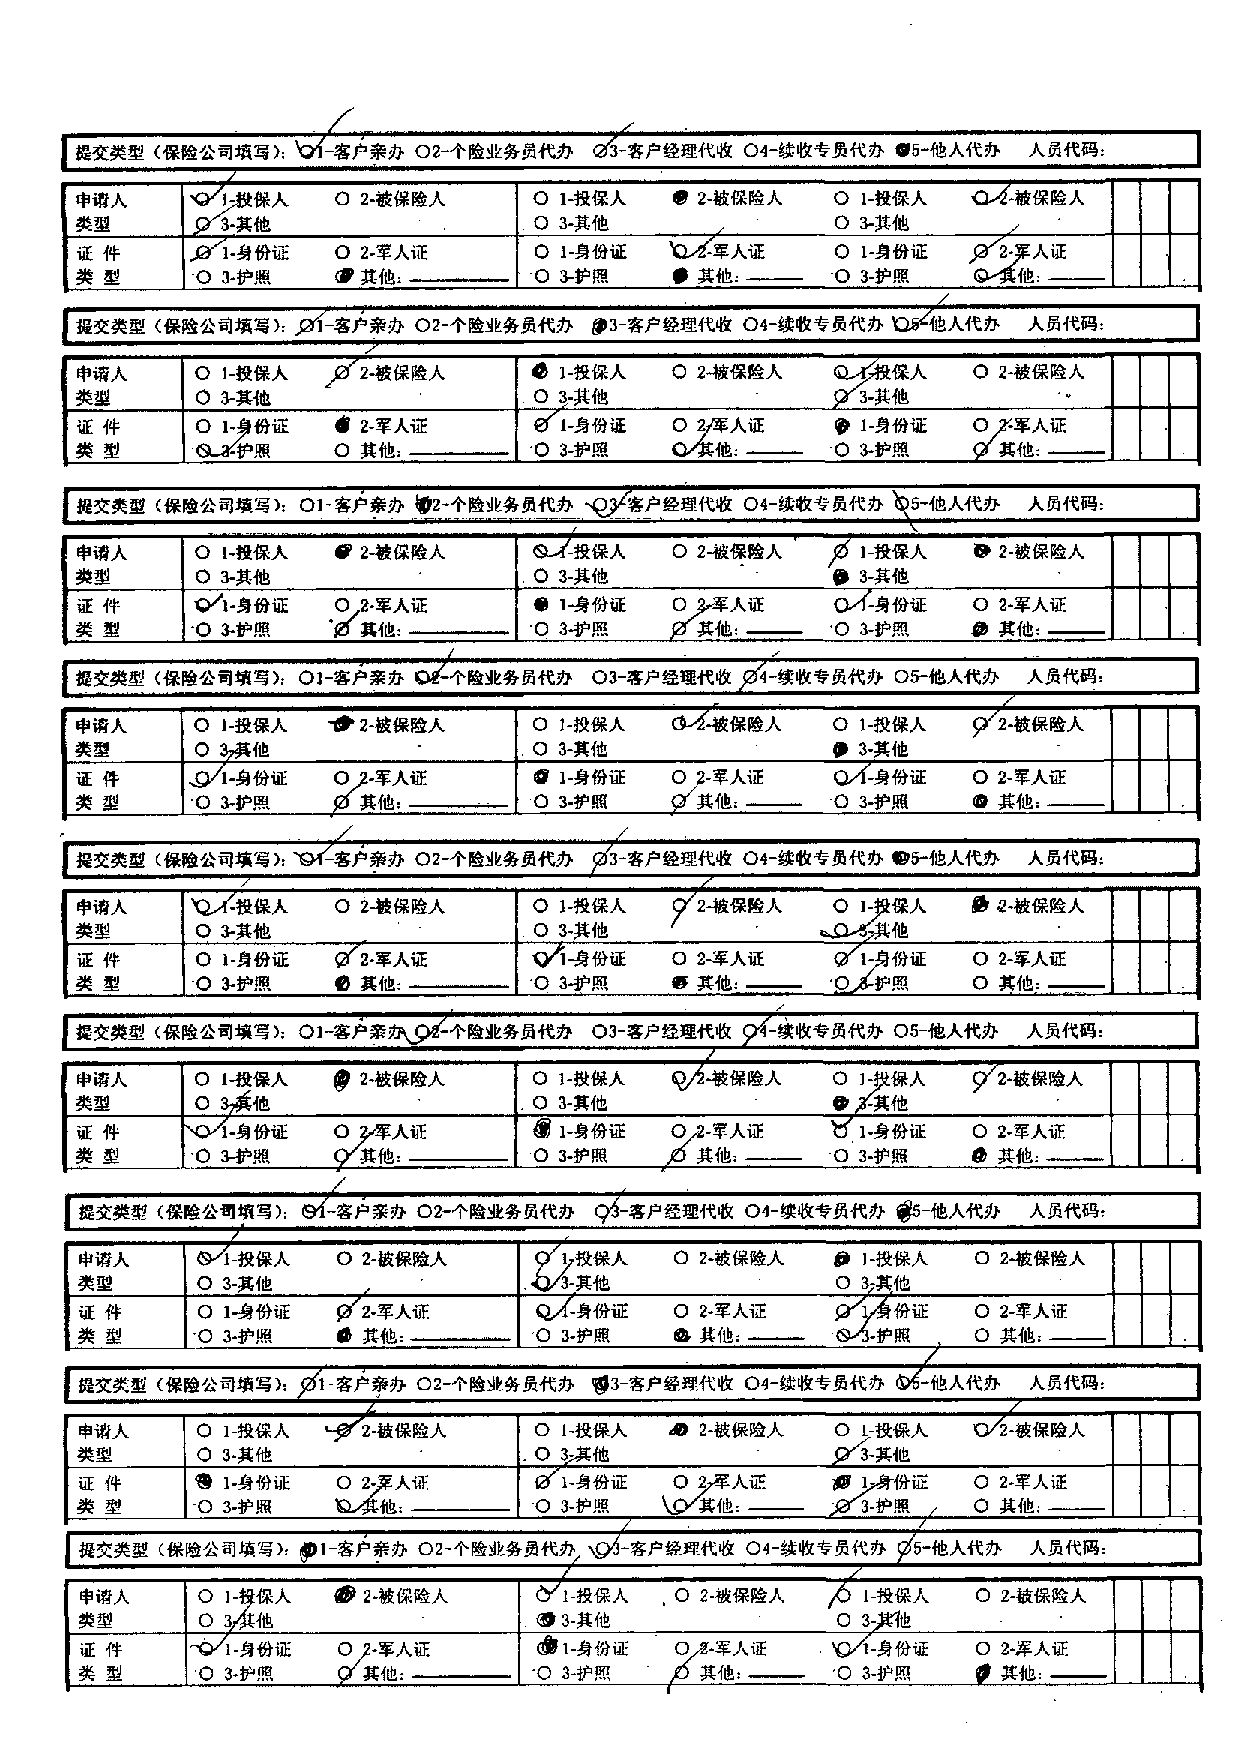 提交类型（保险公司填写）：○1-客户亲办 ○2-个险业务员代办 ○3-客户经理代收 ○4-续收专员代办 ●5-他人代办 人员代码：
申请人 ○ 1-投保人 ○ 2-被保险人 ○ 1-投保人 ● 2-被保险人 ○ 1-投保人 ○ 2-被保险人
类型 ○ 3-其他 ○ 3-其他 ○ 3-其他
证 件 ○ 1-身份证 ○ 2-军人证 ○ 1-身份证 ○ 2-军人证 ○ 1-身份证 ○ 2-军人证
类 型 ○ 3-护照 ● 其他：______ ○ 3-护照 ● 其他：____ ○ 3-护照 ○ 其他：____
提交类型（保险公司填写）：○1-客户亲办 ○2-个险业务员代办 ●3-客户经理代收 ○4-续收专员代办 ○5-他人代办 人员代码：
申请人 ○ 1-投保人 ○ 2-被保险人 ● 1-投保人 ○ 2-被保险人 ○ 1-投保人 ○ 2-被保险人
类型 ○ 3-其他 ○ 3-其他 ○ 3-其他
证 件 ○ 1-身份证 ● 2-军人证 ○ 1-身份证 ○ 2-军人证 ● 1-身份证 ○ 2-军人证
类 型 ○ 3-护照 ○ 其他：______ ○ 3-护照 ○ 其他：____ ○ 3-护照 ○ 其他：____
提交类型（保险公司填写）：○1-客户亲办 ●2-个险业务员代办 ○3-客户经理代收 ○4-续收专员代办 ○5-他人代办 人员代码：
申请人 ○ 1-投保人 ● 2-被保险人 ○ 1-投保人 ○ 2-被保险人 ○ 1-投保人 ● 2-被保险人
类型 ○ 3-其他 ○ 3-其他 ● 3-其他
证 件 ○ 1-身份证 ○ 2-军人证 ● 1-身份证 ○ 2-军人证 ○ 1-身份证 ○ 2-军人证
类 型 ○ 3-护照 ○ 其他：______ ○ 3-护照 ○ 其他：____ ○ 3-护照 ● 其他：____
提交类型（保险公司填写）：○1-客户亲办 ○2-个险业务员代办 ○3-客户经理代收 ○4-续收专员代办 ○5-他人代办 人员代码：
申请人 ○ 1-投保人 ● 2-被保险人 ○ 1-投保人 ○ 2-被保险人 ○ 1-投保人 ○ 2-被保险人
类型 ○ 3-其他 ○ 3-其他 ● 3-其他
证 件 ○ 1-身份证 ○ 2-军人证 ● 1-身份证 ○ 2-军人证 ○ 1-身份证 ○ 2-军人证
类 型 ○ 3-护照 ○ 其他：______ ○ 3-护照 ○ 其他：____ ○ 3-护照 ● 其他：____
提交类型（保险公司填写）：○1-客户亲办 ○2-个险业务员代办 ○3-客户经理代收 ○4-续收专员代办 ●5-他人代办 人员代码：
申请人 ○ 1-投保人 ○ 2-被保险人 ○ 1-投保人 ○ 2-被保险人 ○ 1-投保人 ● 2-被保险人
类型 ○ 3-其他 ○ 3-其他 ○ 3-其他
证 件 ○ 1-身份证 ○ 2-军人证 ○ 1-身份证 ○ 2-军人证 ○ 1-身份证 ○ 2-军人证
类 型 ○ 3-护照 ● 其他：______ ○ 3-护照 ● 其他：____ ○ 3-护照 ○ 其他：____
提交类型（保险公司填写）：○1-客户亲办 ○2-个险业务员代办 ○3-客户经理代收 ○4-续收专员代办 ○5-他人代办 人员代码：
申请人 ○ 1-投保人 ● 2-被保险人 ○ 1-投保人 ○ 2-被保险人 ○ 1-投保人 ○ 2-被保险人
类型 ○ 3-其他 ○ 3-其他 ● 3-其他
证 件 ○ 1-身份证 ○ 2-军人证 ● 1-身份证 ○ 2-军人证 ○ 1-身份证 ○ 2-军人证
类 型 ○ 3-护照 ○ 其他：______ ○ 3-护照 ○ 其他：____ ○ 3-护照 ● 其他：____
提交类型（保险公司填写）：○1-客户亲办 ○2-个险业务员代办 ○3-客户经理代收 ○4-续收专员代办 ●5-他人代办 人员代码：
申请人 ○ 1-投保人 ○ 2-被保险人 ○ 1-投保人 ○ 2-被保险人 ● 1-投保人 ○ 2-被保险人
类型 ○ 3-其他 ○ 3-其他 ○ 3-其他
证 件 ○ 1-身份证 ○ 2-军人证 ○ 1-身份证 ○ 2-军人证 ○ 1-身份证 ○ 2-军人证
类 型 ○ 3-护照 ● 其他：______ ○ 3-护照 ● 其他：____ ○ 3-护照 ○ 其他：____
提交类型（保险公司填写）：○1-客户亲办 ○2-个险业务员代办 ●3-客户经理代收 ○4-续收专员代办 ○5-他人代办 人员代码：
申请人 ○ 1-投保人 ○ 2-被保险人 ○ 1-投保人 ● 2-被保险人 ○ 1-投保人 ○ 2-被保险人
类型 ○ 3-其他 ○ 3-其他 ○ 3-其他
证 件 ● 1-身份证 ○ 2-军人证 ○ 1-身份证 ○ 2-军人证 ● 1-身份证 ○ 2-军人证
类 型 ○ 3-护照 ○ 其他：______ ○ 3-护照 ○ 其他：____ ○ 3-护照 ○ 其他：____
提交类型（保险公司填写）：●1-客户亲办 ○2-个险业务员代办 ○3-客户经理代收 ○4-续收专员代办 ○5-他人代办 人员代码：
申请人 ○ 1-投保人 ● 2-被保险人 ○ 1-投保人 ○ 2-被保险人 ○ 1-投保人 ○ 2-被保险人
类型 ○ 3-其他 ● 3-其他 ○ 3-其他
证 件 ○ 1-身份证 ○ 2-军人证 ● 1-身份证 ○ 2-军人证 ○ 1-身份证 ○ 2-军人证
类 型 ○ 3-护照 ○ 其他：______ ○ 3-护照 ○ 其他：____ ○ 3-护照 ● 其他：____